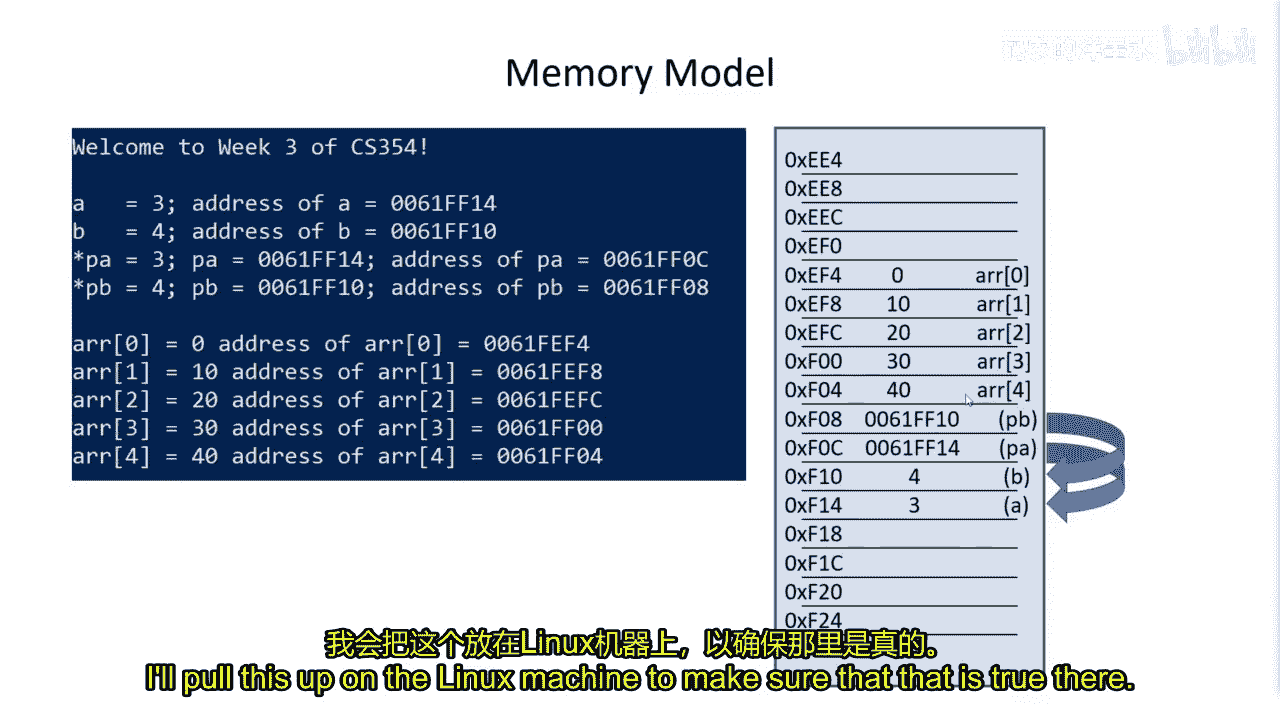 Memory Model
Welcome to Week 3 of CS354!
a   = 3; address of a = 0061FF14
b   = 4; address of b = 0061FF10
*pa = 3; pa = 0061FF14; address of pa = 0061FF0C
*pb = 4; pb = 0061FF10; address of pb = 0061FF08
arr[0] = 0 address of arr[0] = 0061FEF4
arr[1] = 10 address of arr[1] = 0061FEF8
arr[2] = 20 address of arr[2] = 0061FEFC
arr[3] = 30 address of arr[3] = 0061FF00
arr[4] = 40 address of arr[4] = 0061FF04
0xEE4
0xEE8
0xEEC
0xEF0
0xEF4 0 arr[0]
0xEF8 10 arr[1]
0xEFC 20 arr[2]
0xF00 30 arr[3]
0xF04 40 arr[4]
0xF08 0061FF10 (pb)
0xF0C 0061FF14 (pa)
0xF10 4 (b)
0xF14 3 (a)
0xF18
0xF1C
0xF20
0xF24
我会把这个放在Linux机器上，以确保那里是真的。
I'll pull this up on the Linux machine to make sure that that is true there.